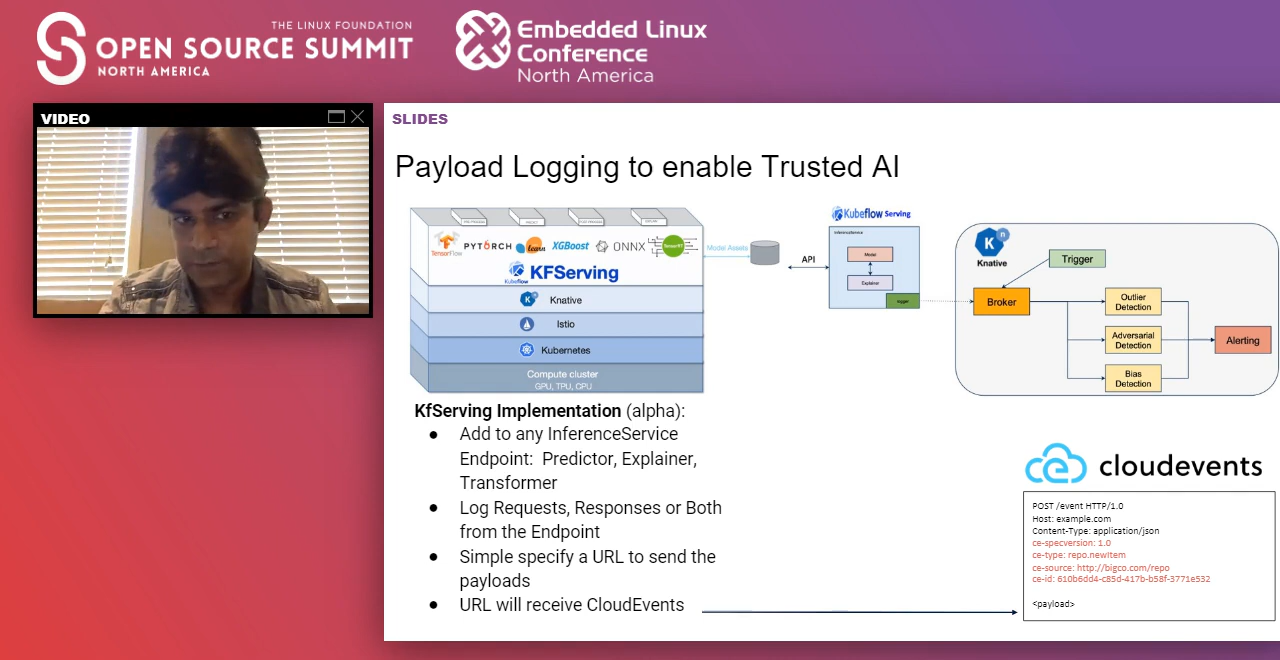 THE LINUX FOUNDATION
OPEN SOURCE SUMMIT
NORTH AMERICA
Embedded Linux
Conference
North America
VIDEO
SLIDES
Payload Logging to enable Trusted AI
TensorFlow
PYTORCH
learn
XGBoost
ONNX
TensorRT
Kubeflow
KFServing
Knative
Istio
Kubernetes
Compute cluster
GPU, TPU, CPU
Model Assets
API
Kubeflow Serving
InferenceService
Model
Explainer
logger
K n
Knative
Trigger
Broker
Outlier
Detection
Adversarial
Detection
Bias
Detection
Alerting
KfServing Implementation (alpha):
● Add to any InferenceService
Endpoint: Predictor, Explainer,
Transformer
● Log Requests, Responses or Both
from the Endpoint
● Simple specify a URL to send the
payloads
● URL will receive CloudEvents
cloudevents
POST /event HTTP/1.0
Host: example.com
Content-Type: application/json
ce-specversion: 1.0
ce-type: repo.newItem
ce-source: http://bigco.com/repo
ce-id: 610b6dd4-c85d-417b-b58f-3771e532
<payload>